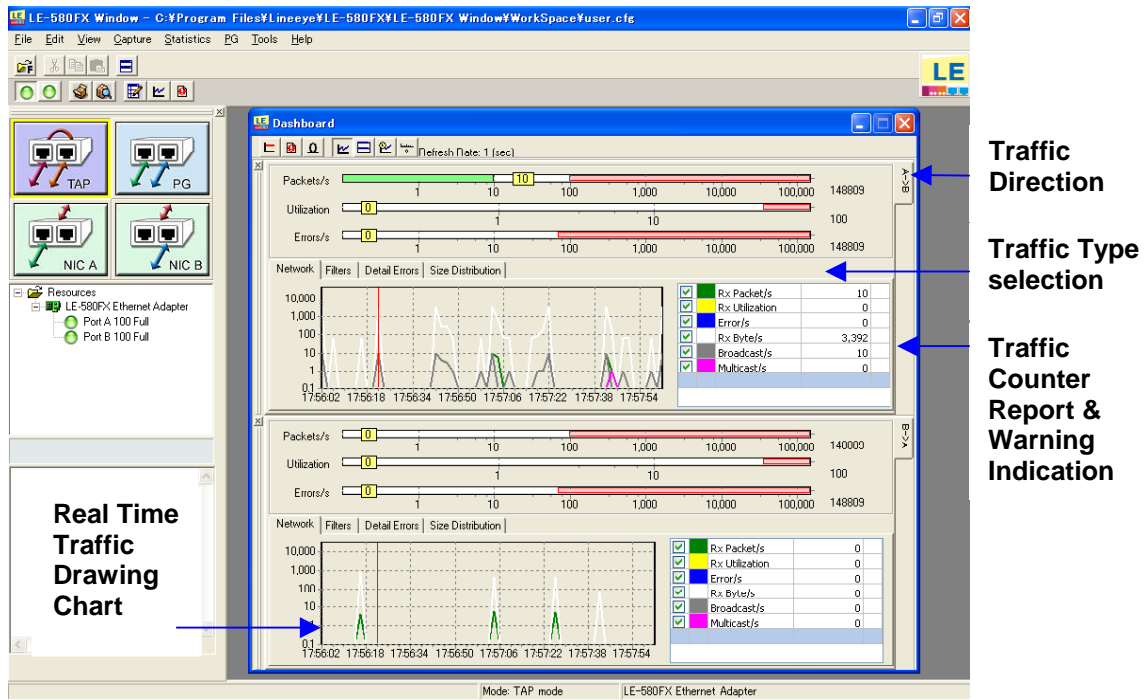 LE-580FX Window - C:¥Program Files¥Lineeye¥LE-580FX¥LE-580FX Window¥WorkSpace¥user.cfg
File Edit View Capture Statistics PG Tools Help
LE
TAP
PG
NIC A
NIC B
Resources
LE-580FX Ethernet Adapter
Port A 100 Full
Port B 100 Full
Dashboard
Refresh Rate: 1 (sec)
A->B
Packets/s 10 148809
1 10 100 1,000 10,000 100,000
Utilization 0 100
1 10
Errors/s 0 148809
1 10 100 1,000 10,000 100,000
Network Filters Detail Errors Size Distribution
10,000
1,000
100
10
1
0.1
17:56:02 17:56:18 17:56:34 17:56:50 17:57:06 17:57:22 17:57:38 17:57:54
Rx Packet/s 10
Rx Utilization 0
Error/s 0
Rx Byte/s 3,392
Broadcast/s 10
Multicast/s 0
B->A
Packets/s 0 148809
1 10 100 1,000 10,000 100,000
Utilization 0 100
1 10
Errors/s 0 148809
1 10 100 1,000 10,000 100,000
Network Filters Detail Errors Size Distribution
10,000
1,000
100
10
1
0.1
17:56:02 17:56:18 17:56:34 17:56:50 17:57:06 17:57:22 17:57:38 17:57:54
Rx Packet/s 0
Rx Utilization 0
Error/s 0
Rx Byte/s 0
Broadcast/s 0
Multicast/s 0
Mode: TAP mode
LE-580FX Ethernet Adapter
Real Time
Traffic
Drawing
Chart
Traffic
Direction
Traffic Type
selection
Traffic
Counter
Report &
Warning
Indication